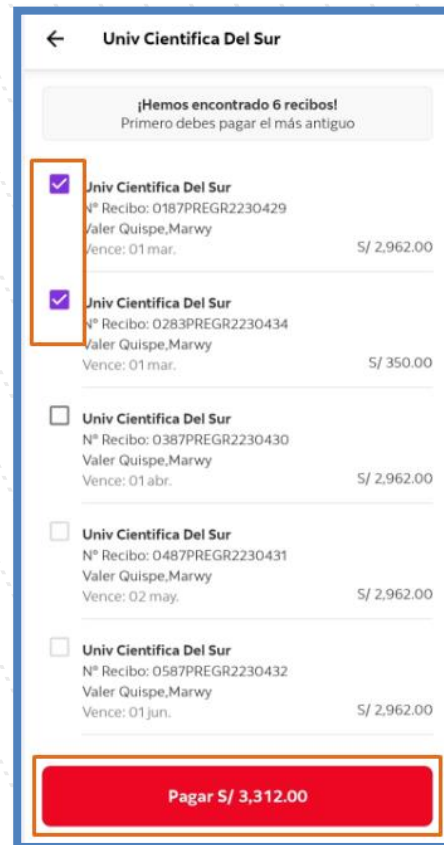 Univ Cientifica Del Sur
¡Hemos encontrado 6 recibos!
Primero debes pagar el más antiguo
Univ Cientifica Del Sur
N° Recibo: 0187PREGR2230429
Valer Quispe,Marwy
Vence: 01 mar.
S/ 2,962.00
Univ Cientifica Del Sur
N° Recibo: 0283PREGR2230434
Valer Quispe,Marwy
Vence: 01 mar.
S/ 350.00
Univ Cientifica Del Sur
N° Recibo: 0387PREGR2230430
Valer Quispe,Marwy
Vence: 01 abr.
S/ 2,962.00
Univ Cientifica Del Sur
N° Recibo: 0487PREGR2230431
Valer Quispe,Marwy
Vence: 02 may.
S/ 2,962.00
Univ Cientifica Del Sur
N° Recibo: 0587PREGR2230432
Valer Quispe,Marwy
Vence: 01 jun.
S/ 2,962.00
Pagar S/ 3,312.00